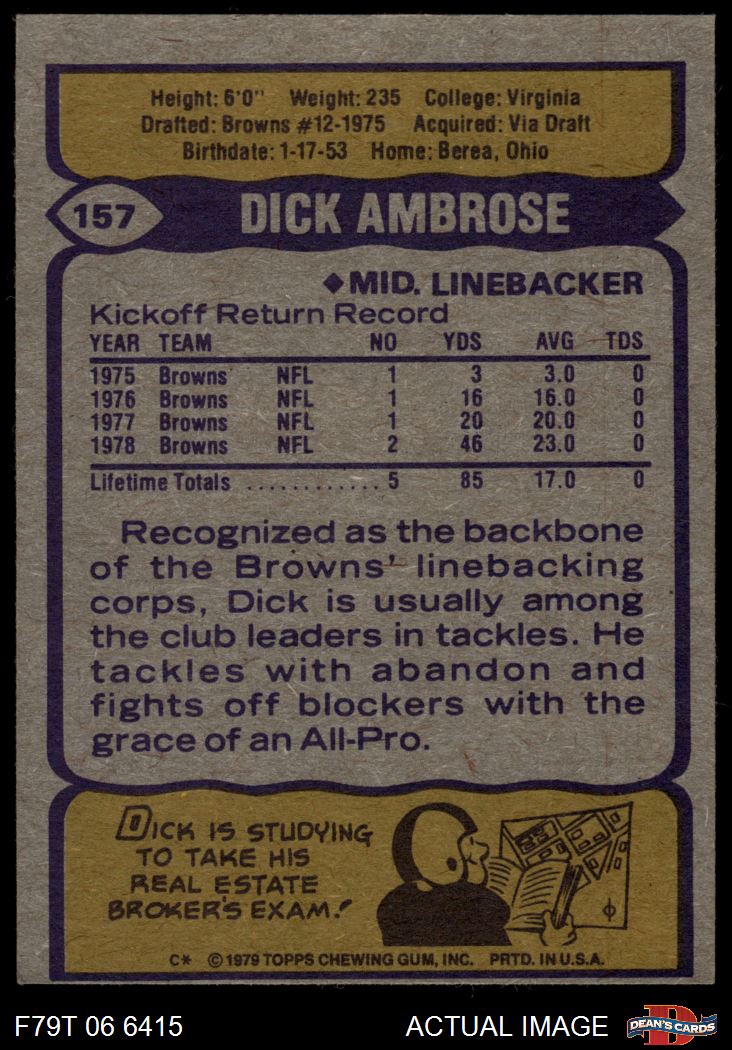 Height: 6'0" Weight: 235 College: Virginia
Drafted: Browns #12-1975 Acquired: Via Draft
Birthdate: 1-17-53 Home: Berea, Ohio
157 DICK AMBROSE
◆MID. LINEBACKER
Kickoff Return Record
YEAR TEAM NO YDS AVG TDS
1975 Browns NFL 1 3 3.0 0
1976 Browns NFL 1 16 16.0 0
1977 Browns NFL 1 20 20.0 0
1978 Browns NFL 2 46 23.0 0
Lifetime Totals ............ 5 85 17.0 0
Recognized as the backbone
of the Browns' linebacking
corps, Dick is usually among
the club leaders in tackles. He
tackles with abandon and
fights off blockers with the
grace of an All-Pro.
DICK IS STUDYING
TO TAKE HIS
REAL ESTATE
BROKER'S EXAM!
C* © 1979 TOPPS CHEWING GUM, INC. PRTD. IN U.S.A.
F79T 06 6415 ACTUAL IMAGE D DEAN'S CARDS